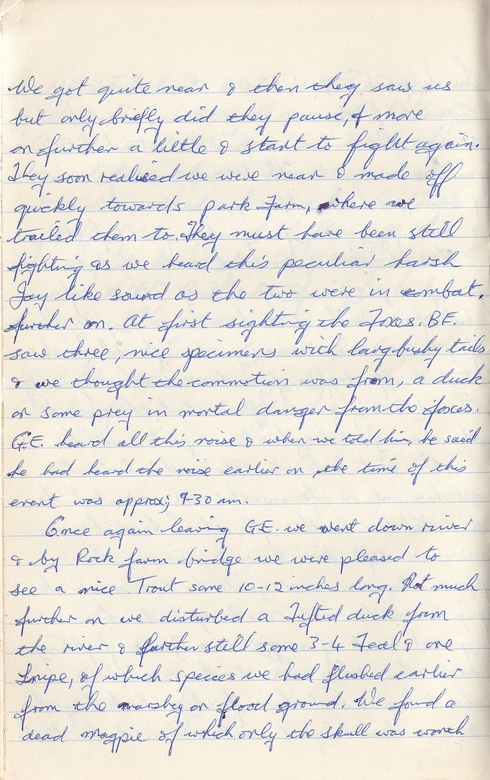 We got quite near & then they saw us
but only briefly did they pause, & more
on further a little & start to fight again.
They soon realised we were near & made off
quickly towards park Farm, where we
trailed them to. They must have been still
fighting as we heard this peculiar harsh
Jay like sound as the two were in combat,
further on. At first sighting the Foxes. B.E.
saw three, nice specimens with large bushy tails
& we thought the commotion was from, a duck
or some prey in mortal danger from the foxes.
G.E. heard all this noise & when we told him, he said
he had heard the noise earlier on, the time of this
event was approx; 9-30 am.
Once again leaving G.E. we went down river
& by Rock farm bridge we were pleased to
see a nice Trout some 10-12 inches long. Not much
further on we disturbed a Tufted duck from
the river & further still some 3-4 Teal & one
Snipe, of which species we had flushed earlier
from the marshy or flood ground. We found a
dead magpie of which only the skull was worth